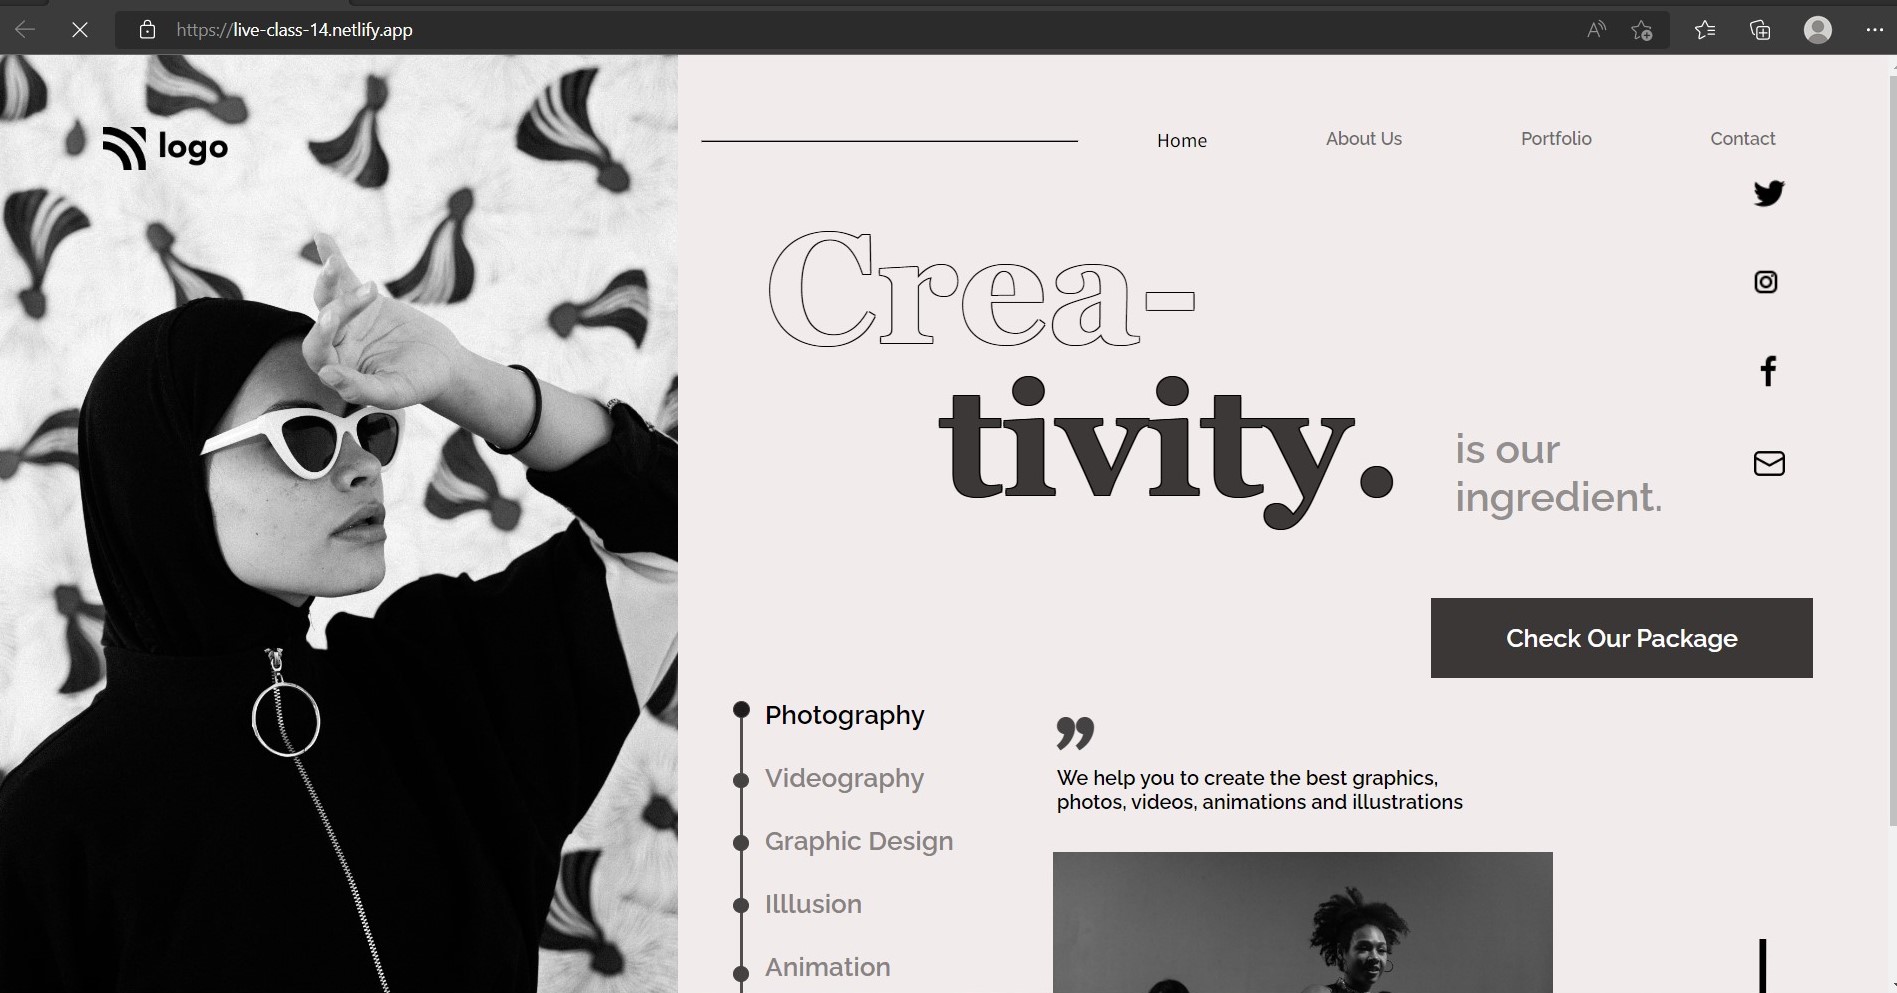 https://live-class-14.netlify.app
logo
Home
About Us
Portfolio
Contact
Crea-
tivity.
is our
ingredient.
Check Our Package
Photography
Videography
Graphic Design
Illlusion
Animation
We help you to create the best graphics,
photos, videos, animations and illustrations